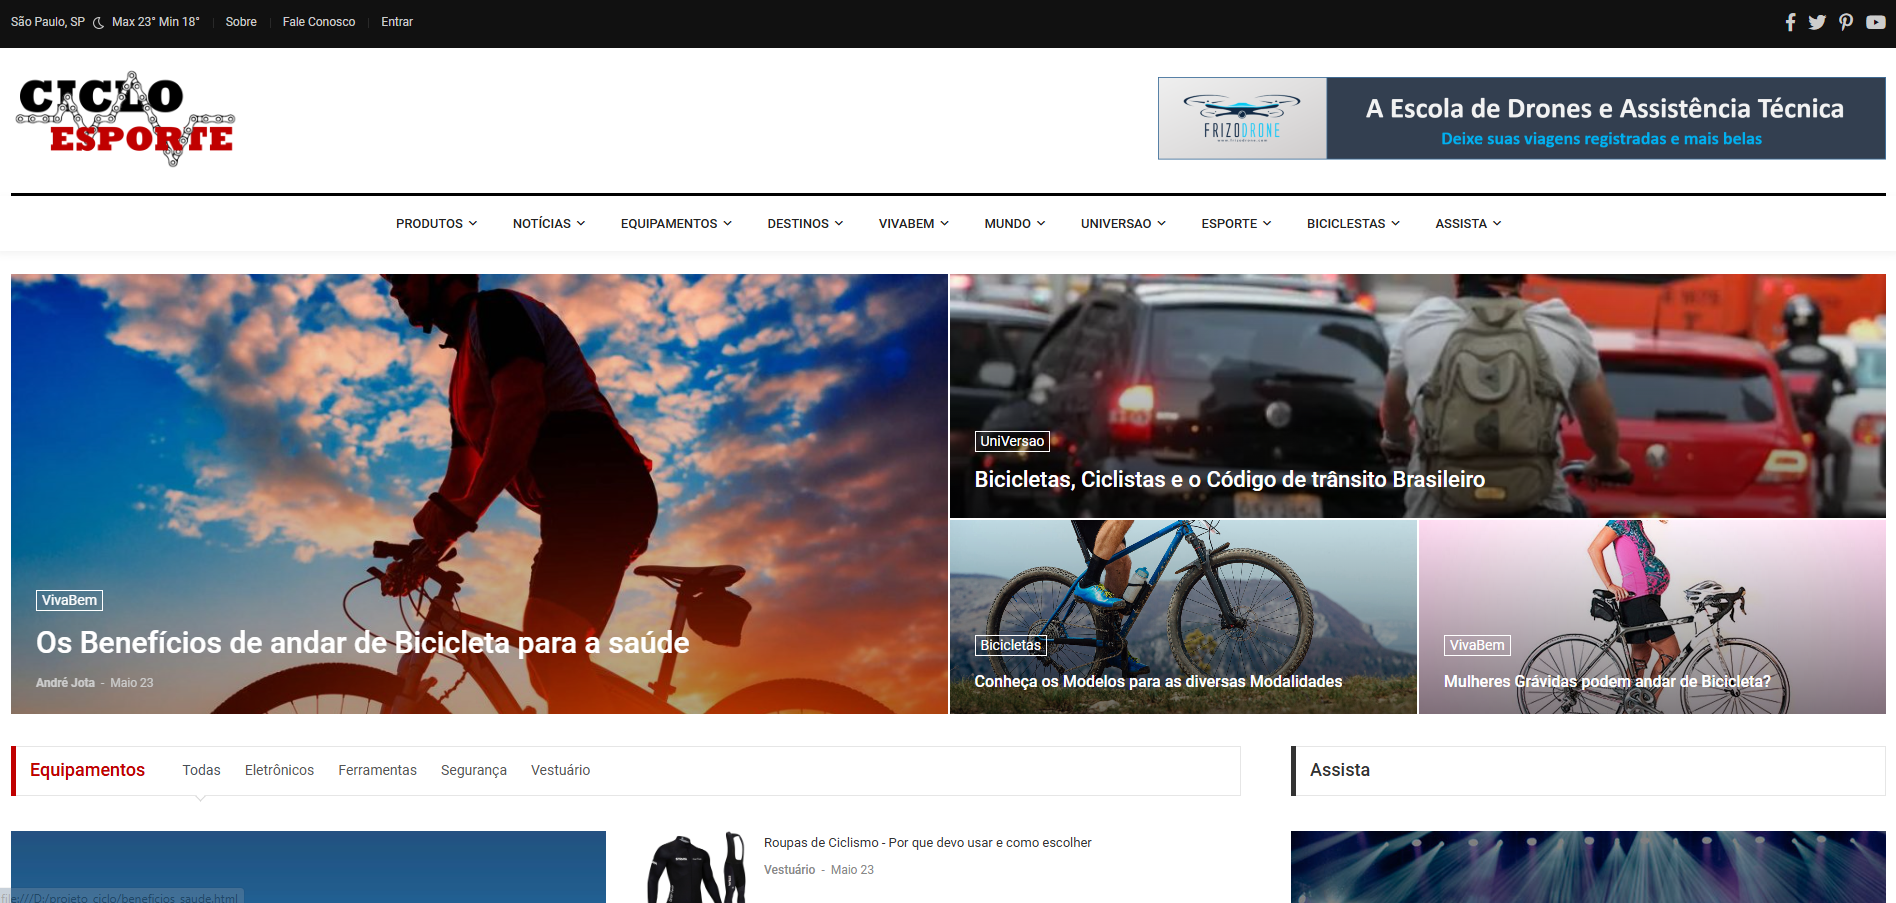 São Paulo, SP Max 23° Min 18° Sobre Fale Conosco Entrar
CICLO
ESPORTE
FRIZODRONE
www.frizodrone.com
A Escola de Drones e Assistência Técnica
Deixe suas viagens registradas e mais belas
PRODUTOS NOTÍCIAS EQUIPAMENTOS DESTINOS VIVABEM MUNDO UNIVERSAO ESPORTE BICICLESTAS ASSISTA
VivaBem
Os Benefícios de andar de Bicicleta para a saúde
André Jota - Maio 23
UniVersao
Bicicletas, Ciclistas e o Código de trânsito Brasileiro
Bicicletas
Conheça os Modelos para as diversas Modalidades
VivaBem
Mulheres Grávidas podem andar de Bicicleta?
Equipamentos Todas Eletrônicos Ferramentas Segurança Vestuário
Assista
Roupas de Ciclismo - Por que devo usar e como escolher
Vestuário - Maio 23
file:///D:/projeto_ciclo/beneficios_saude.html